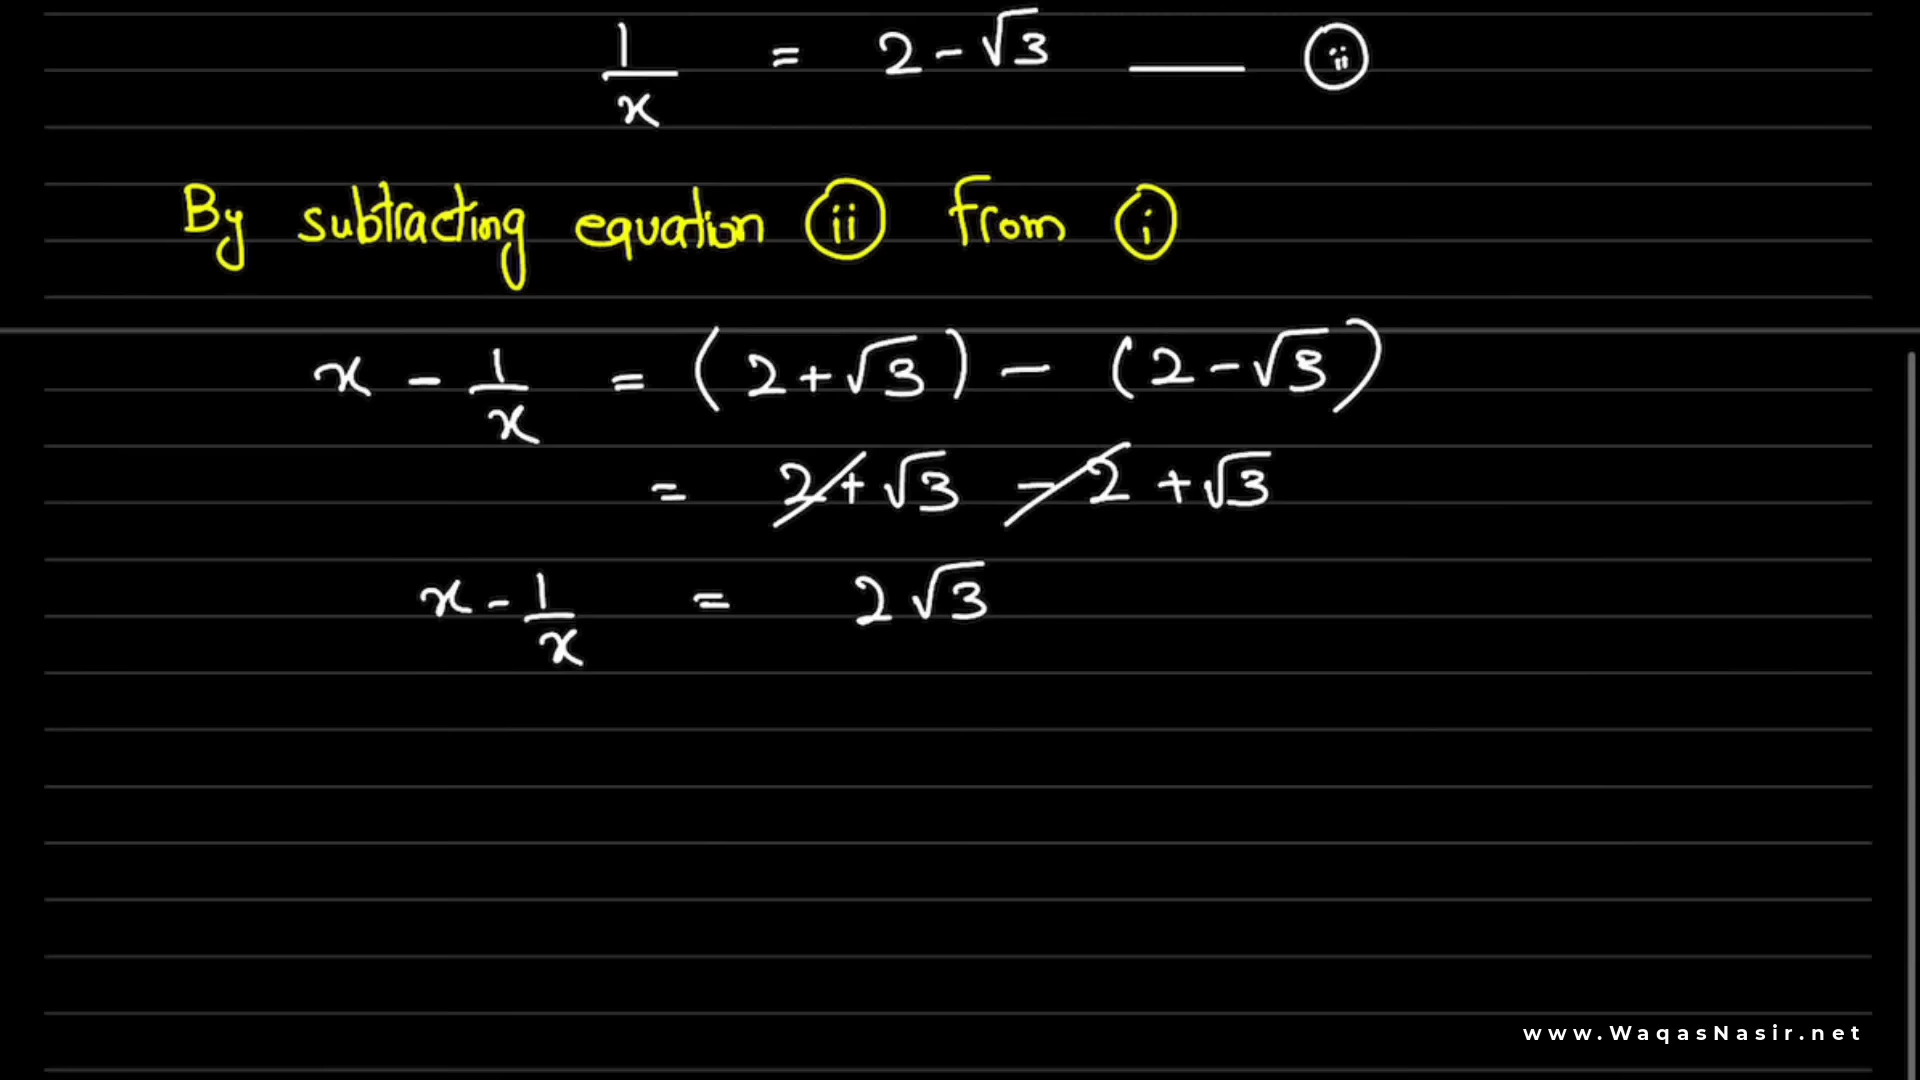 1/x = 2 - √3 —— (ii)
By subtracting equation (ii) from (i)
x - 1/x = (2 + √3) - (2 - √3)
= 2 + √3 - 2 + √3
x - 1/x = 2√3
www.WaqasNasir.net